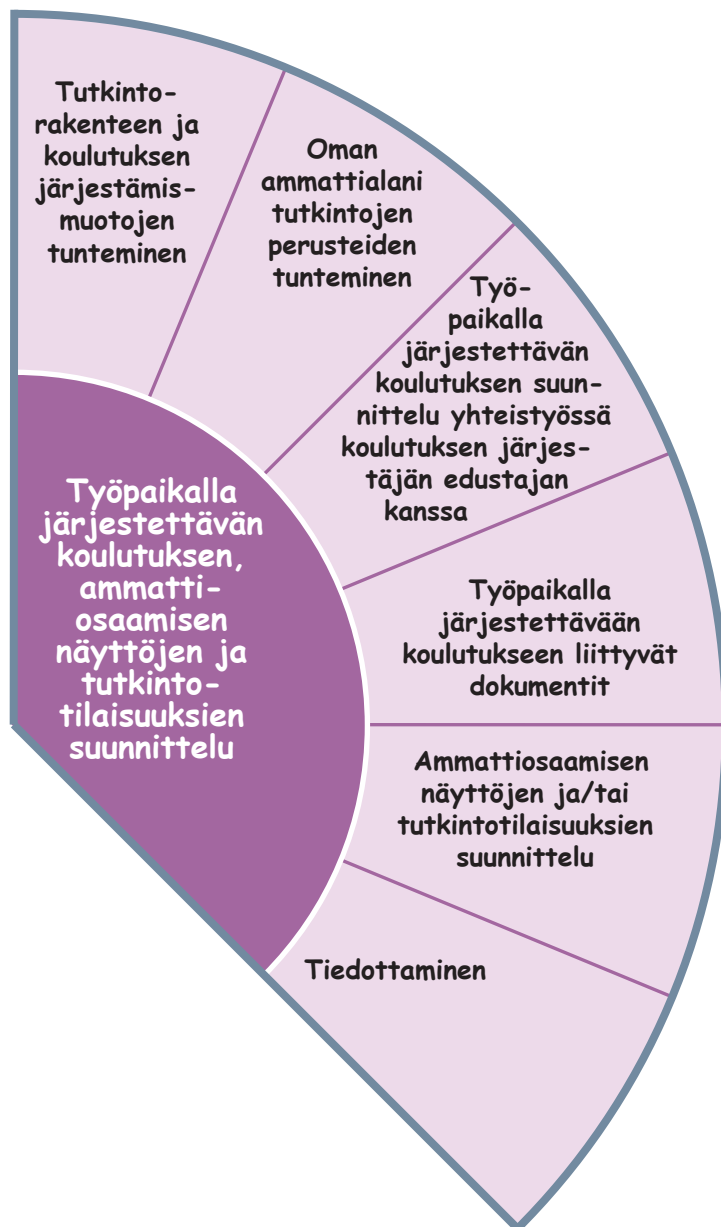 Tutkinto-
rakenteen ja
koulutuksen
järjestämis-
muotojen
tunteminen
Oman
ammattialani
tutkintojen
perusteiden
tunteminen
Työ-
paikalla
järjestettävän
koulutuksen suun-
nittelu yhteistyössä
koulutuksen järjes-
täjän edustajan
kanssa
Työpaikalla
järjestettävään
koulutukseen liittyvät
dokumentit
Ammattiosaamisen
näyttöjen ja/tai
tutkintotilaisuuksien
suunnittelu
Tiedottaminen
Työpaikalla
järjestettävän
koulutuksen,
ammatti-
osaamisen
näyttöjen ja
tutkinto-
tilaisuuksien
suunnittelu